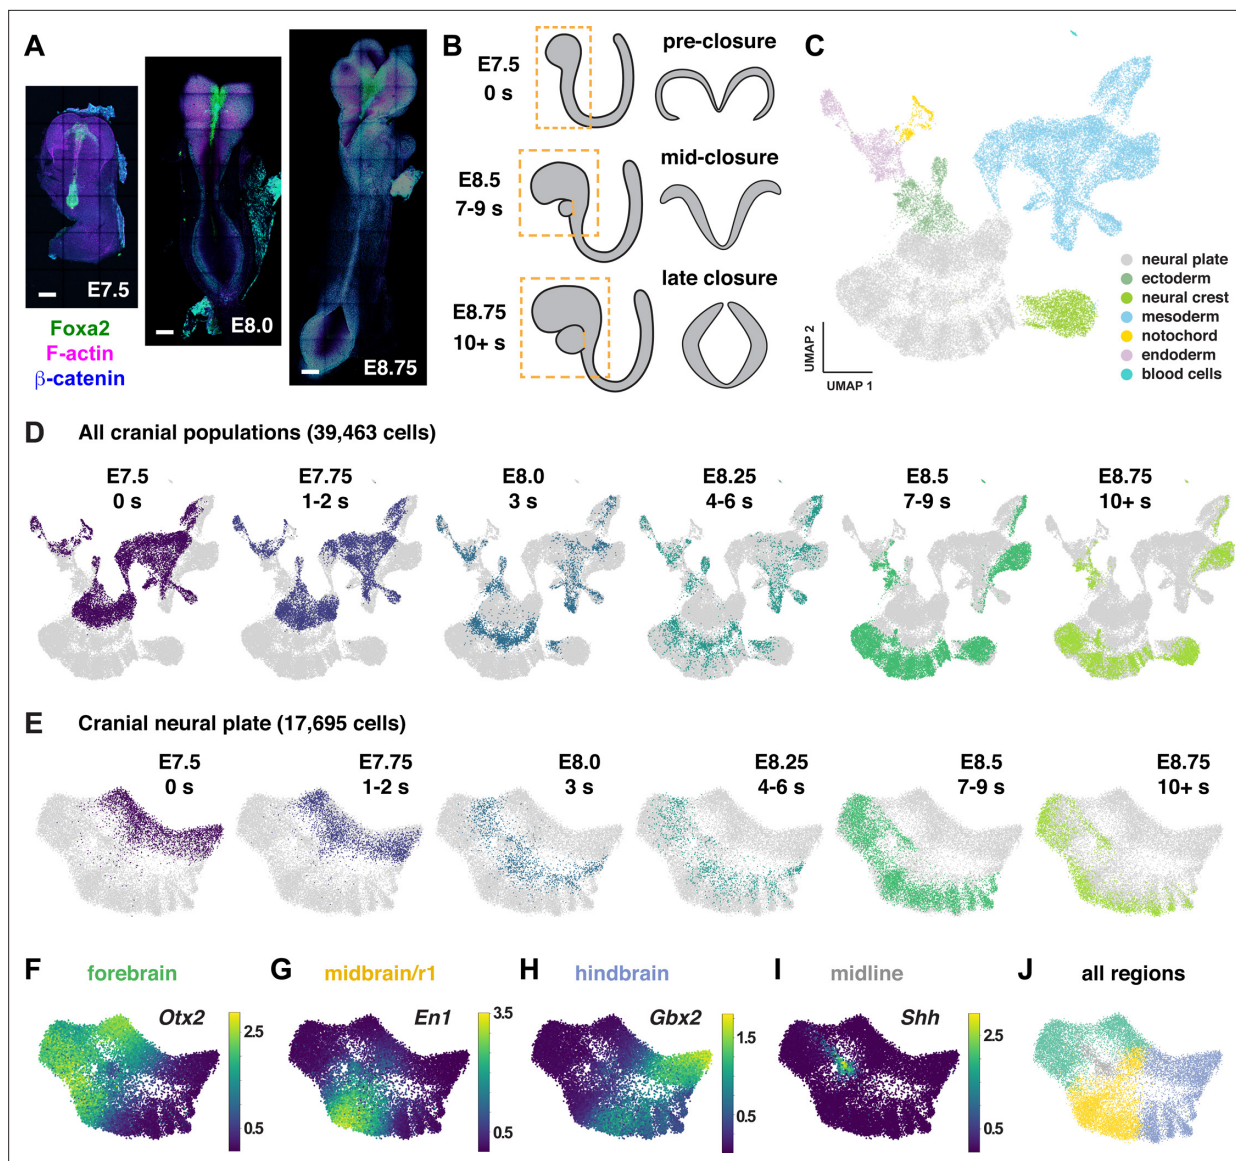 A
E7.5
E8.0
E8.75
Foxa2
F-actin
β-catenin
B
E7.5
0 s
pre-closure
E8.5
7-9 s
mid-closure
E8.75
10+ s
late closure
C
neural plate
ectoderm
neural crest
mesoderm
notochord
endoderm
blood cells
UMAP 2
UMAP 1
D All cranial populations (39,463 cells)
E7.5 E7.75 E8.0 E8.25 E8.5 E8.75
0 s 1-2 s 3 s 4-6 s 7-9 s 10+ s
E Cranial neural plate (17,695 cells)
E7.5 E7.75 E8.0 E8.25 E8.5 E8.75
0 s 1-2 s 3 s 4-6 s 7-9 s 10+ s
F forebrain
Otx2
2.5
0.5
G midbrain/r1
En1
3.5
0.5
H hindbrain
Gbx2
1.5
0.5
I midline
Shh
2.5
0.5
J all regions